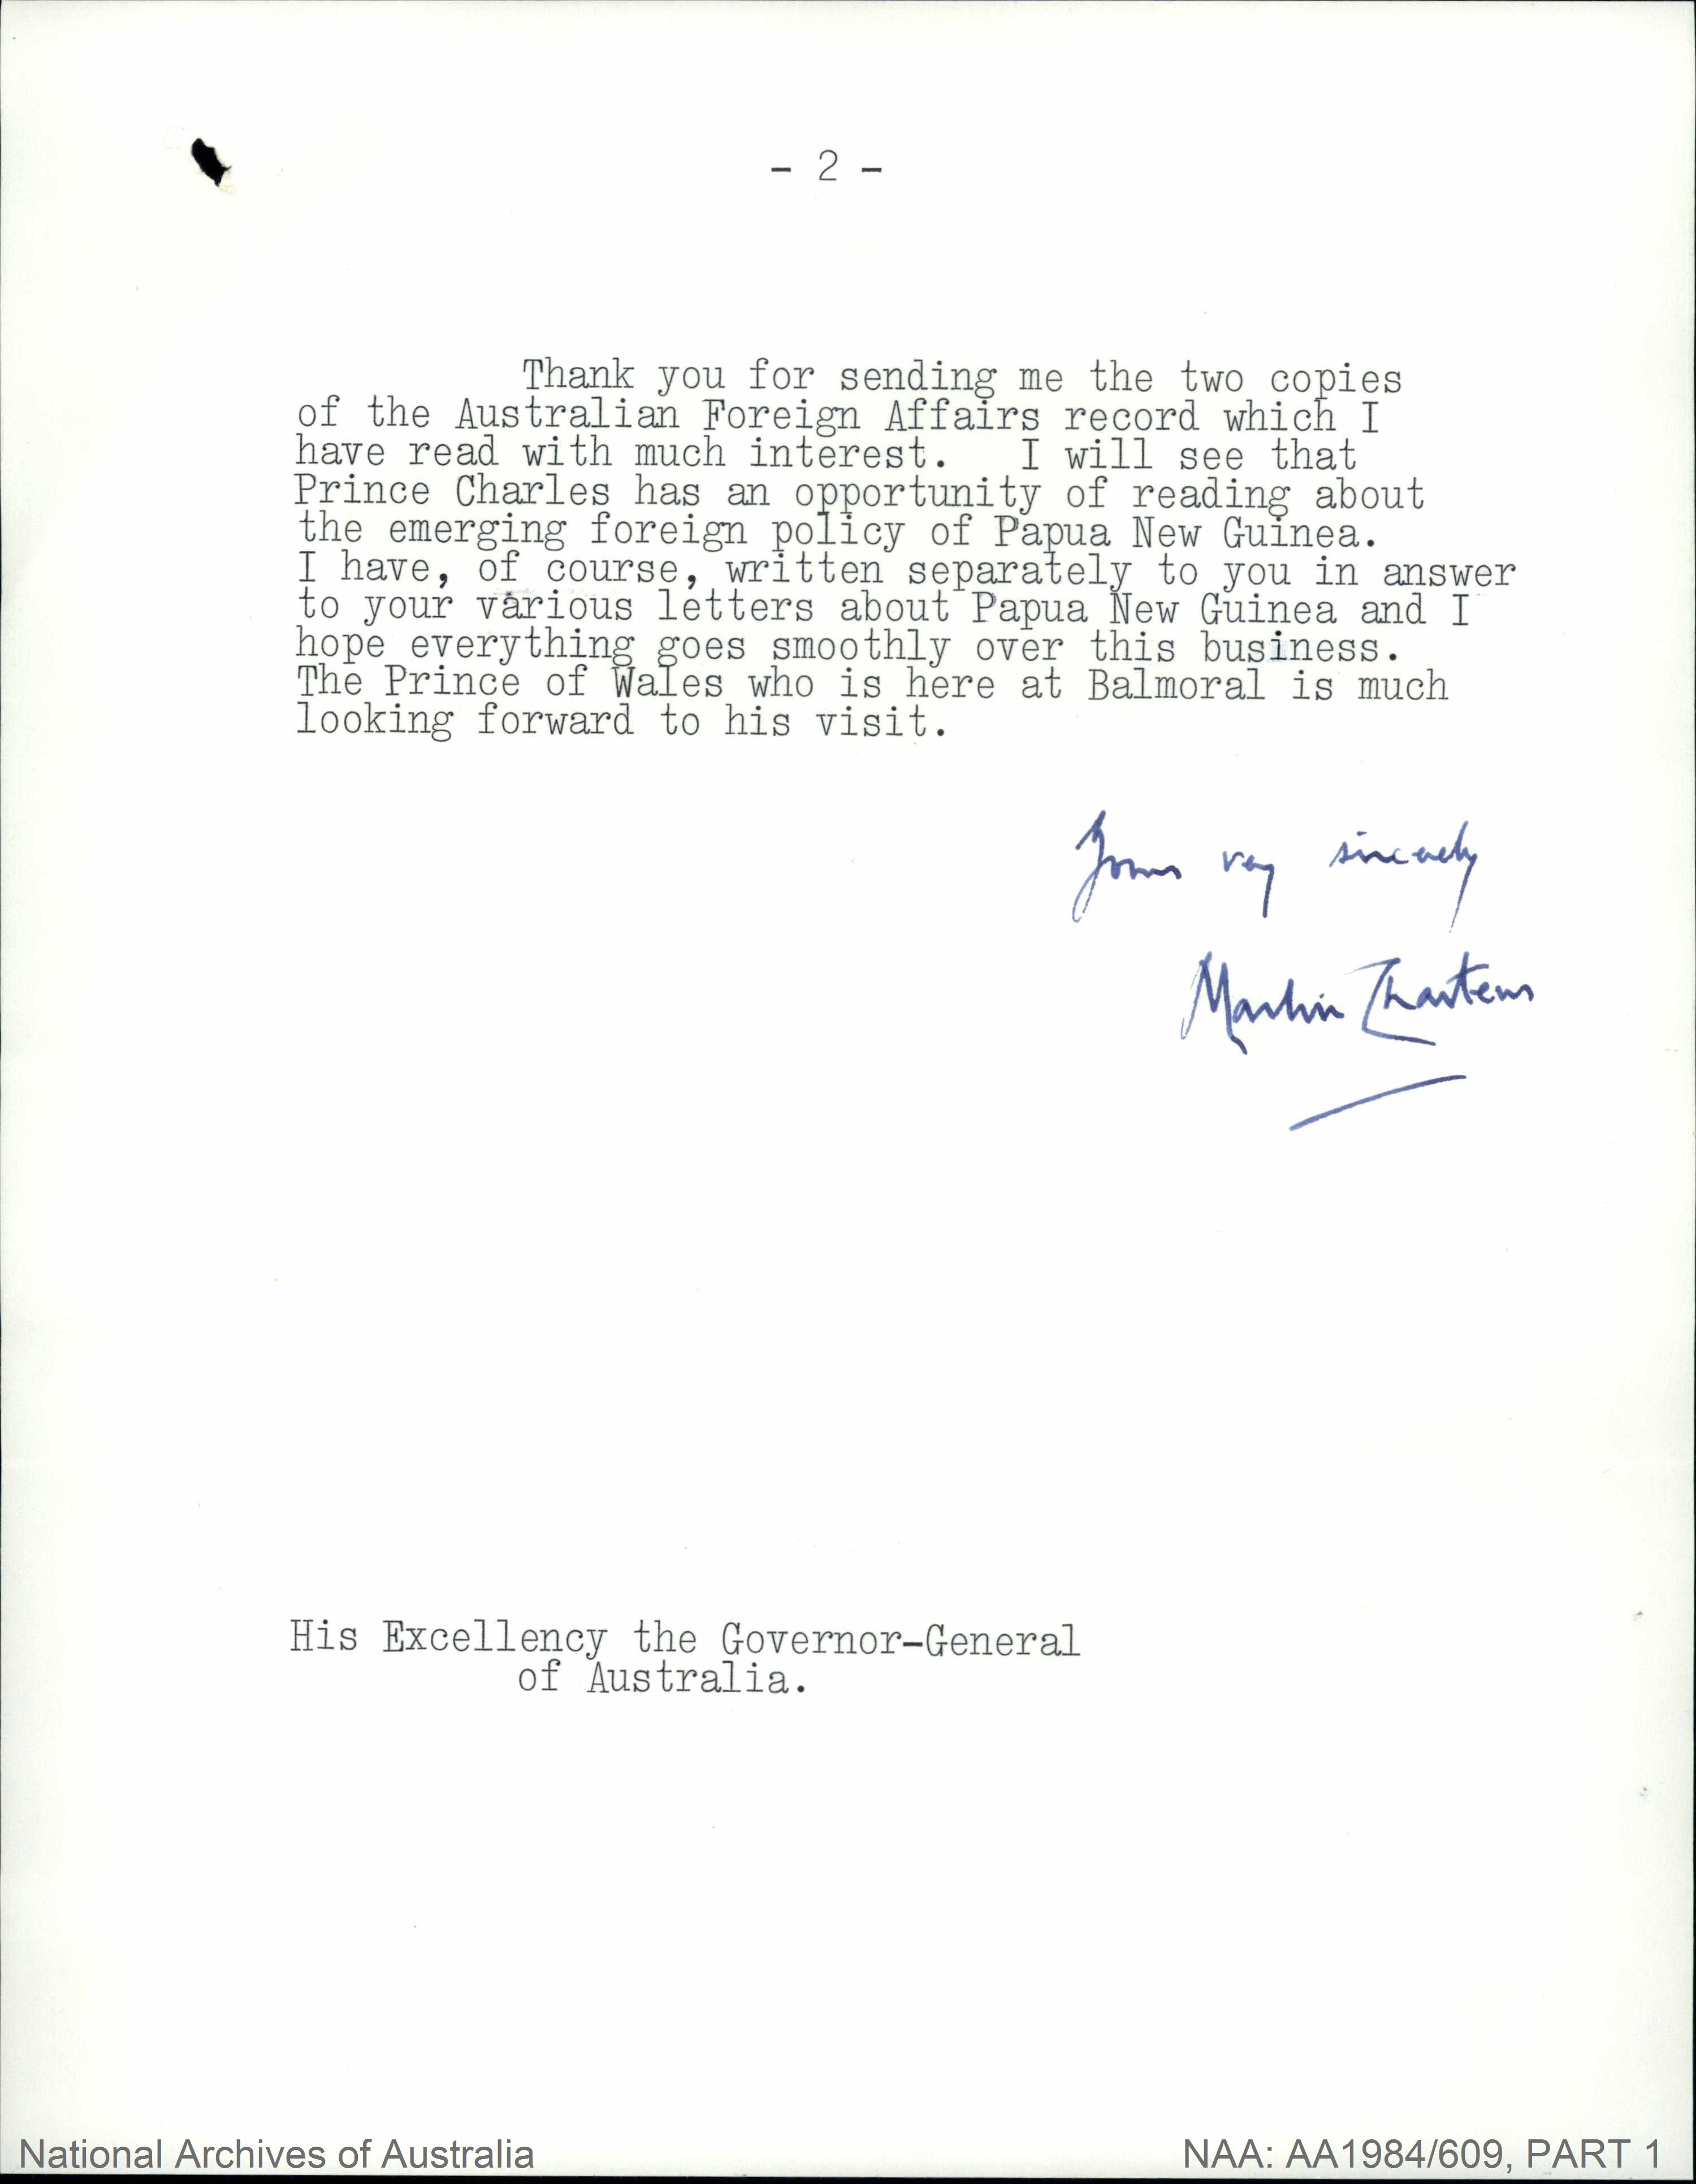 - 2 -
Thank you for sending me the two copies
of the Australian Foreign Affairs record which I
have read with much interest. I will see that
Prince Charles has an opportunity of reading about
the emerging foreign policy of Papua New Guinea.
I have, of course, written separately to you in answer
to your various letters about Papua New Guinea and I
hope everything goes smoothly over this business.
The Prince of Wales who is here at Balmoral is much
looking forward to his visit.
Yours very sincerely
Martin Charteris
His Excellency the Governor-General
of Australia.
National Archives of Australia
NAA: AA1984/609, PART 1